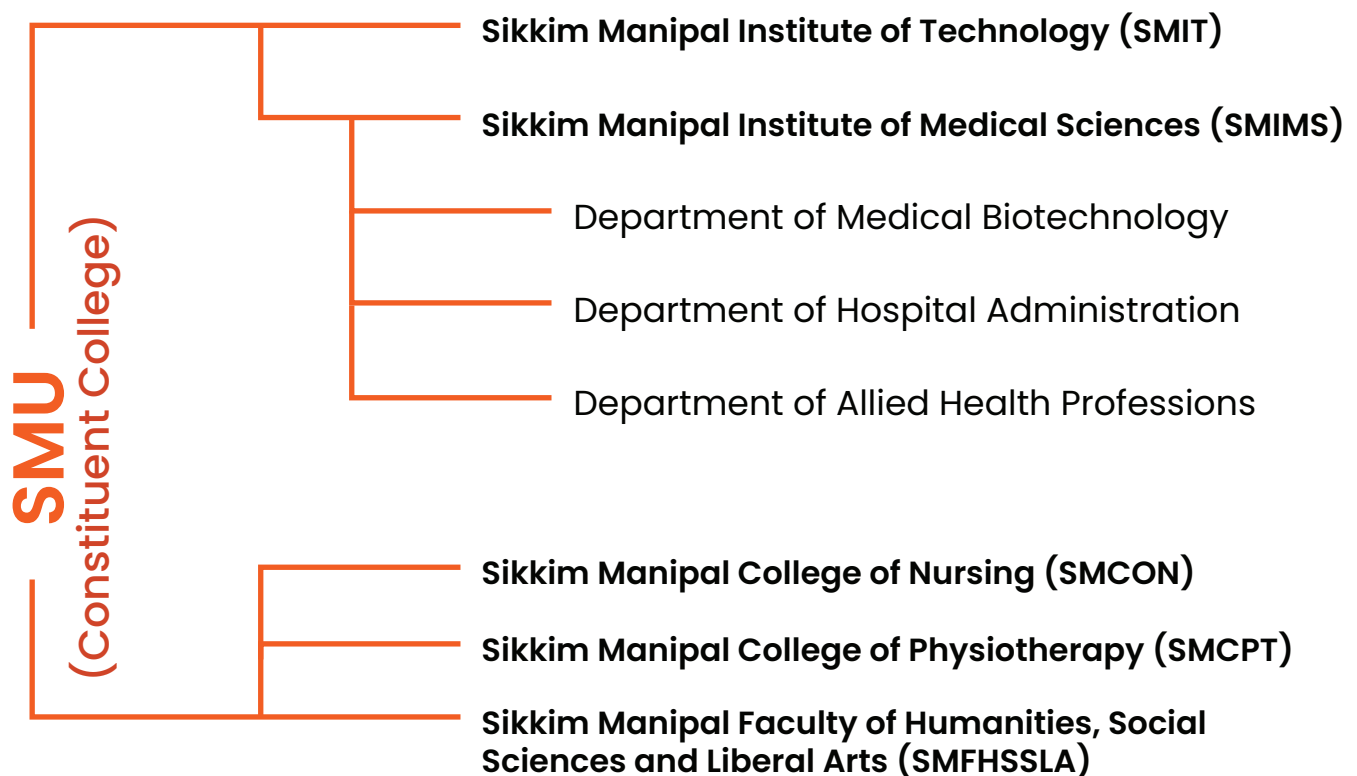 SMU
(Constituent College)
Sikkim Manipal Institute of Technology (SMIT)
Sikkim Manipal Institute of Medical Sciences (SMIMS)
Department of Medical Biotechnology
Department of Hospital Administration
Department of Allied Health Professions
Sikkim Manipal College of Nursing (SMCON)
Sikkim Manipal College of Physiotherapy (SMCPT)
Sikkim Manipal Faculty of Humanities, Social
Sciences and Liberal Arts (SMFHSSLA)